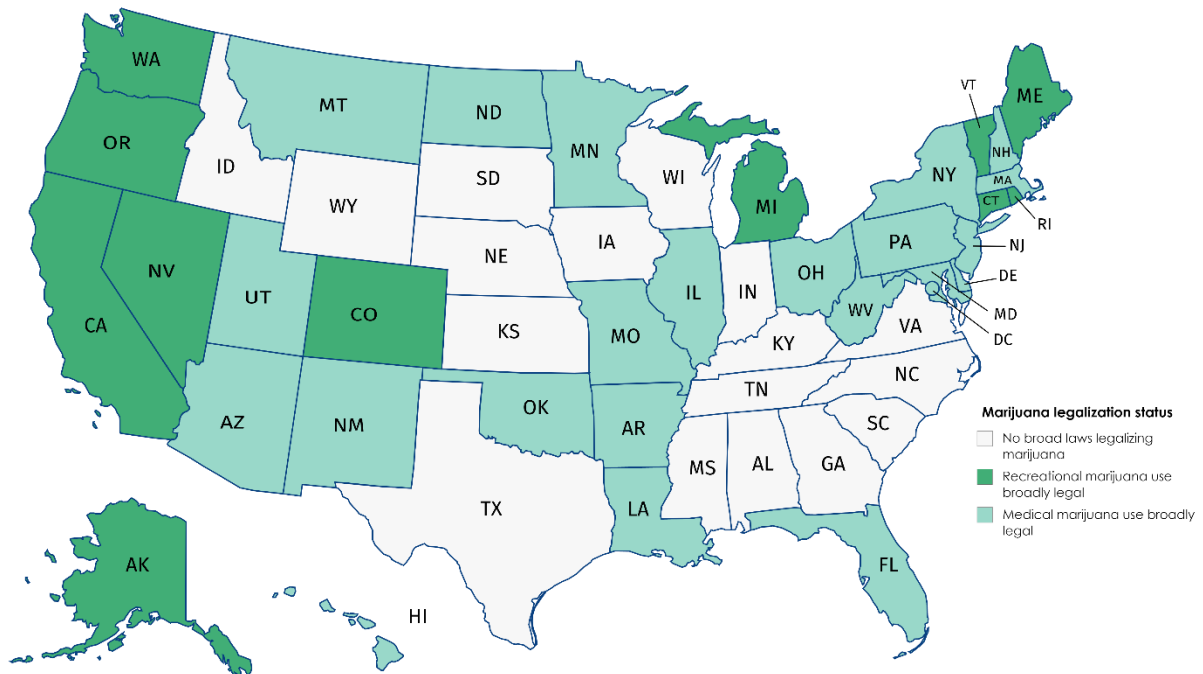 WA
MT
ND
MN
VT
ME
OR
ID
SD
WI
NY
NH
MA
WY
MI
CT
RI
IA
PA
NJ
NE
NV
UT
CO
IL
IN
OH
DE
WV
MD
CA
KS
MO
VA
DC
KY
NC
TN
AZ
NM
OK
AR
SC
MS
AL
GA
TX
LA
FL
AK
HI
Marijuana legalization status
No broad laws legalizing
marijuana
Recreational marijuana use
broadly legal
Medical marijuana use broadly
legal